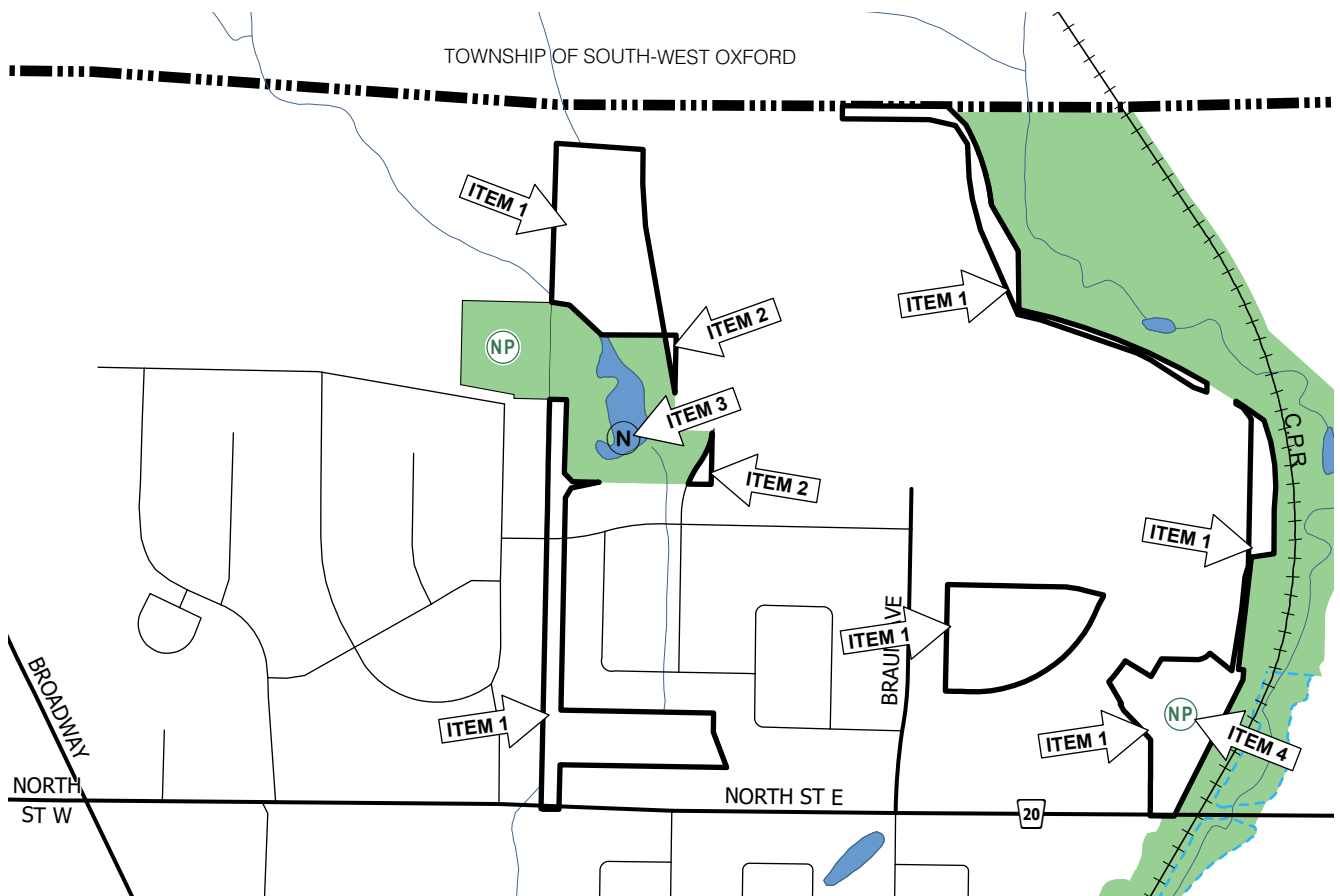 TOWNSHIP OF SOUTH-WEST OXFORD
ITEM 1
ITEM 1
ITEM 2
NP
ITEM 3
N
C.P.R
ITEM 2
ITEM 1
ITEM 1
BRAUN VE
BROADWAY
ITEM 1
NP
ITEM 1
ITEM 4
NORTH
ST W
NORTH ST E
20